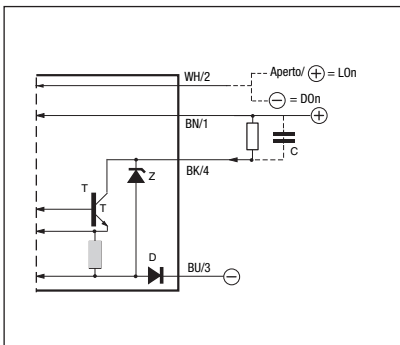 WH/2
Aperto/ + = LOn
− = DOn
BN/1
+
C
BK/4
Z
T
T
D
BU/3
−